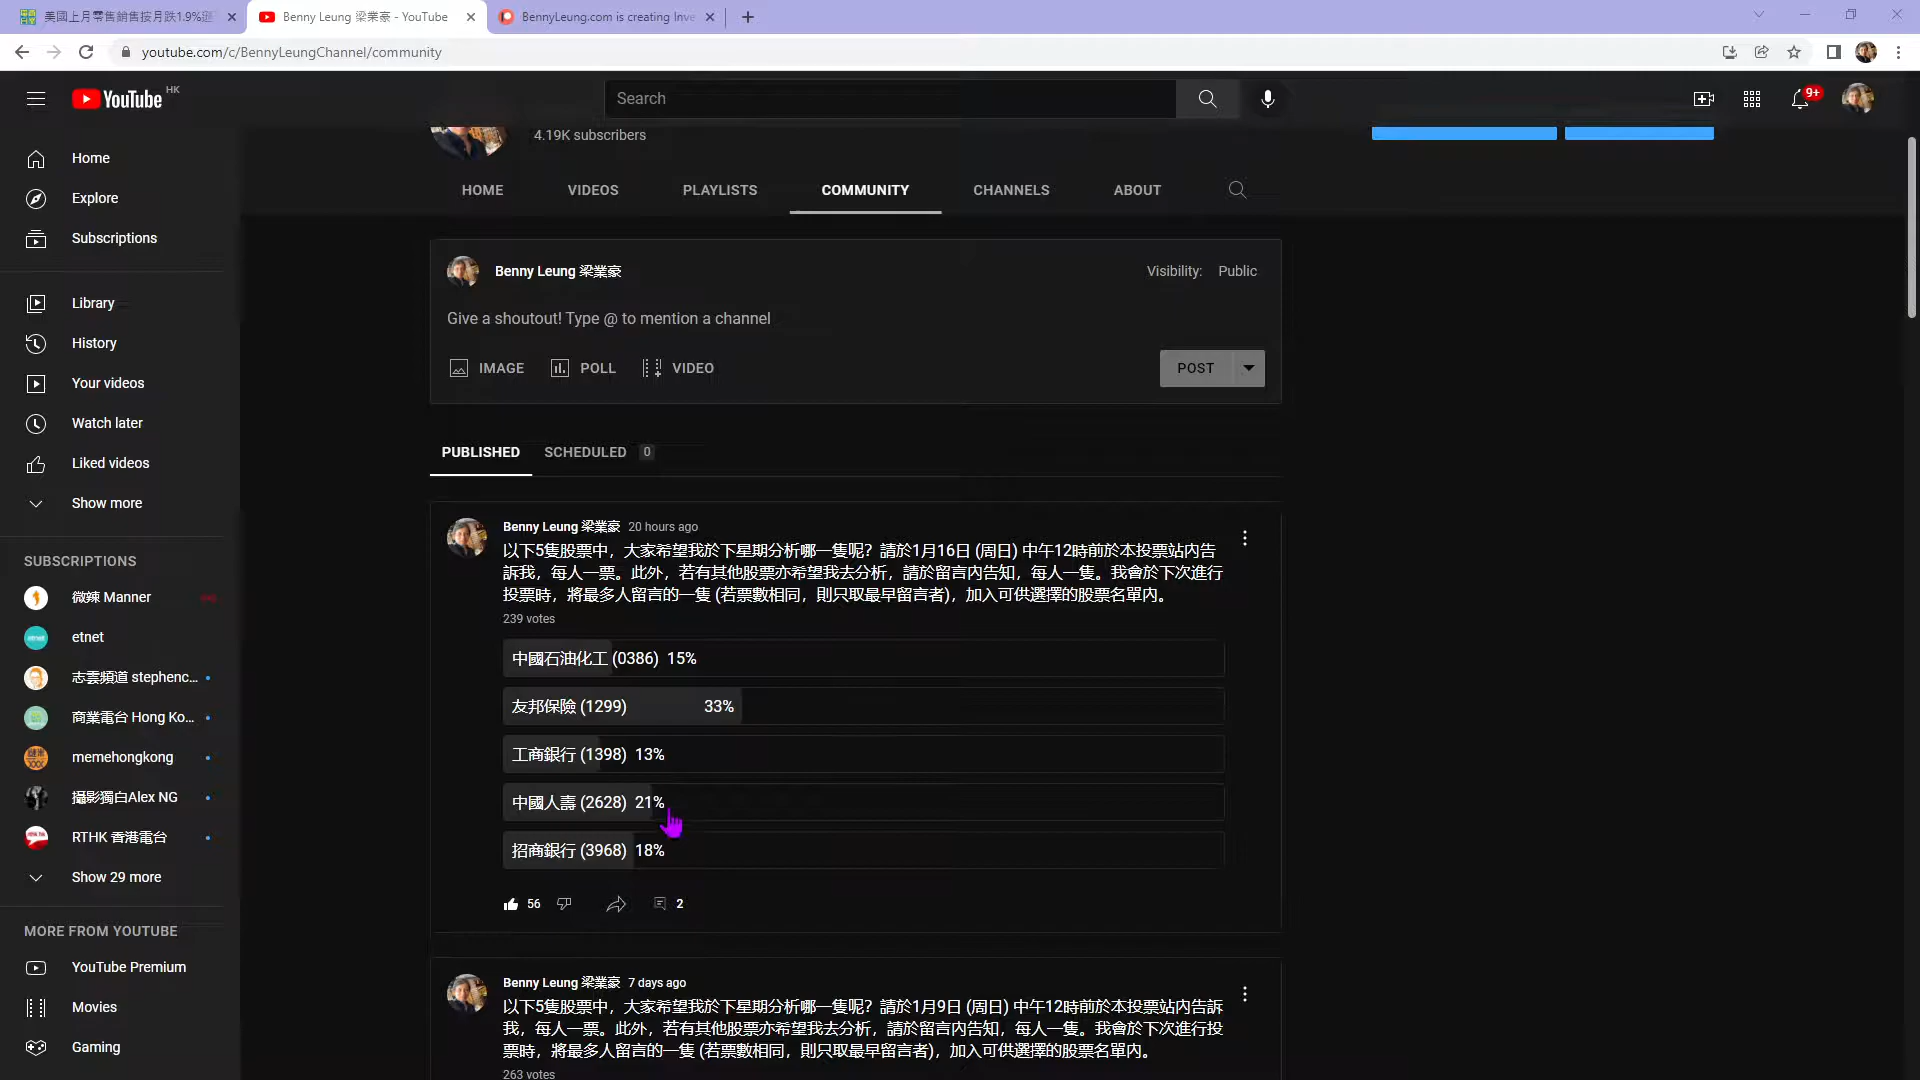 美國上月零售銷售按月跌1.9%遜
Benny Leung 梁業豪 - YouTube
BennyLeung.com is creating Inve
youtube.com/c/BennyLeungChannel/community
YouTube HK
Search
9+
Home
Explore
Subscriptions
Library
History
Your videos
Watch later
Liked videos
Show more
SUBSCRIPTIONS
微辣 Manner
etnet
志雲頻道 stephenc...
商業電台 Hong Ko...
memehongkong
攝影獨白Alex NG
RTHK 香港電台
Show 29 more
MORE FROM YOUTUBE
YouTube Premium
Movies
Gaming
4.19K subscribers
HOME VIDEOS PLAYLISTS COMMUNITY CHANNELS ABOUT
Benny Leung 梁業豪 Visibility: Public
Give a shoutout! Type @ to mention a channel
IMAGE POLL VIDEO POST
PUBLISHED SCHEDULED 0
Benny Leung 梁業豪 20 hours ago
以下5隻股票中，大家希望我於下星期分析哪一隻呢？請於1月16日 (周日) 中午12時前於本投票站內告
訴我，每人一票。此外，若有其他股票亦希望我去分析，請於留言內告知，每人一隻。我會於下次進行
投票時，將最多人留言的一隻 (若票數相同，則只取最早留言者)，加入可供選擇的股票名單內。
239 votes
中國石油化工 (0386) 15%
友邦保險 (1299) 33%
工商銀行 (1398) 13%
中國人壽 (2628) 21%
招商銀行 (3968) 18%
56 2
Benny Leung 梁業豪 7 days ago
以下5隻股票中，大家希望我於下星期分析哪一隻呢？請於1月9日 (周日) 中午12時前於本投票站內告訴
我，每人一票。此外，若有其他股票亦希望我去分析，請於留言內告知，每人一隻。我會於下次進行投
票時，將最多人留言的一隻 (若票數相同，則只取最早留言者)，加入可供選擇的股票名單內。
263 votes